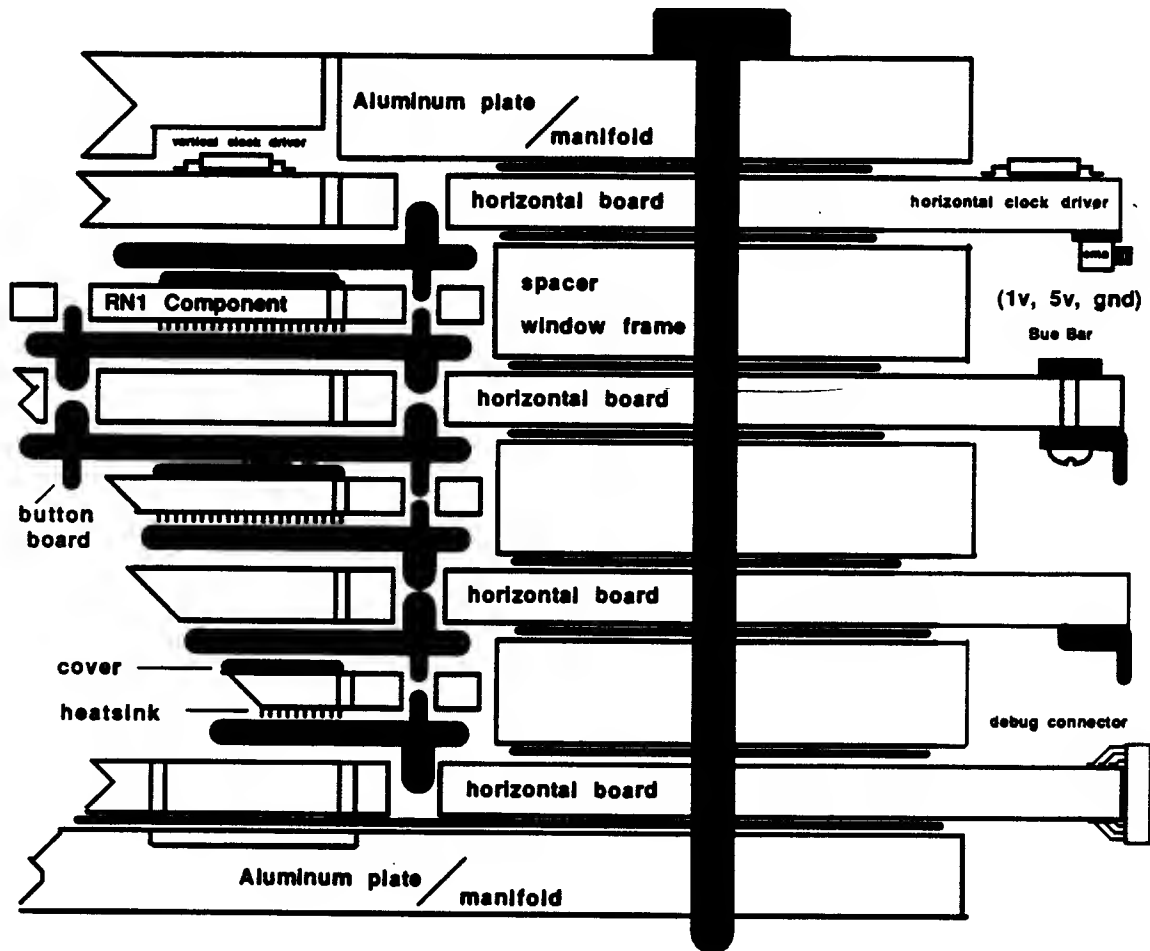 Aluminum plate
manifold
vertical clock driver
horizontal board
horizontal clock driver
sma
RN1 Component
spacer
window frame
(1v, 5v, gnd)
Bus Bar
horizontal board
button
board
horizontal board
cover
heatsink
debug connector
horizontal board
Aluminum plate
manifold